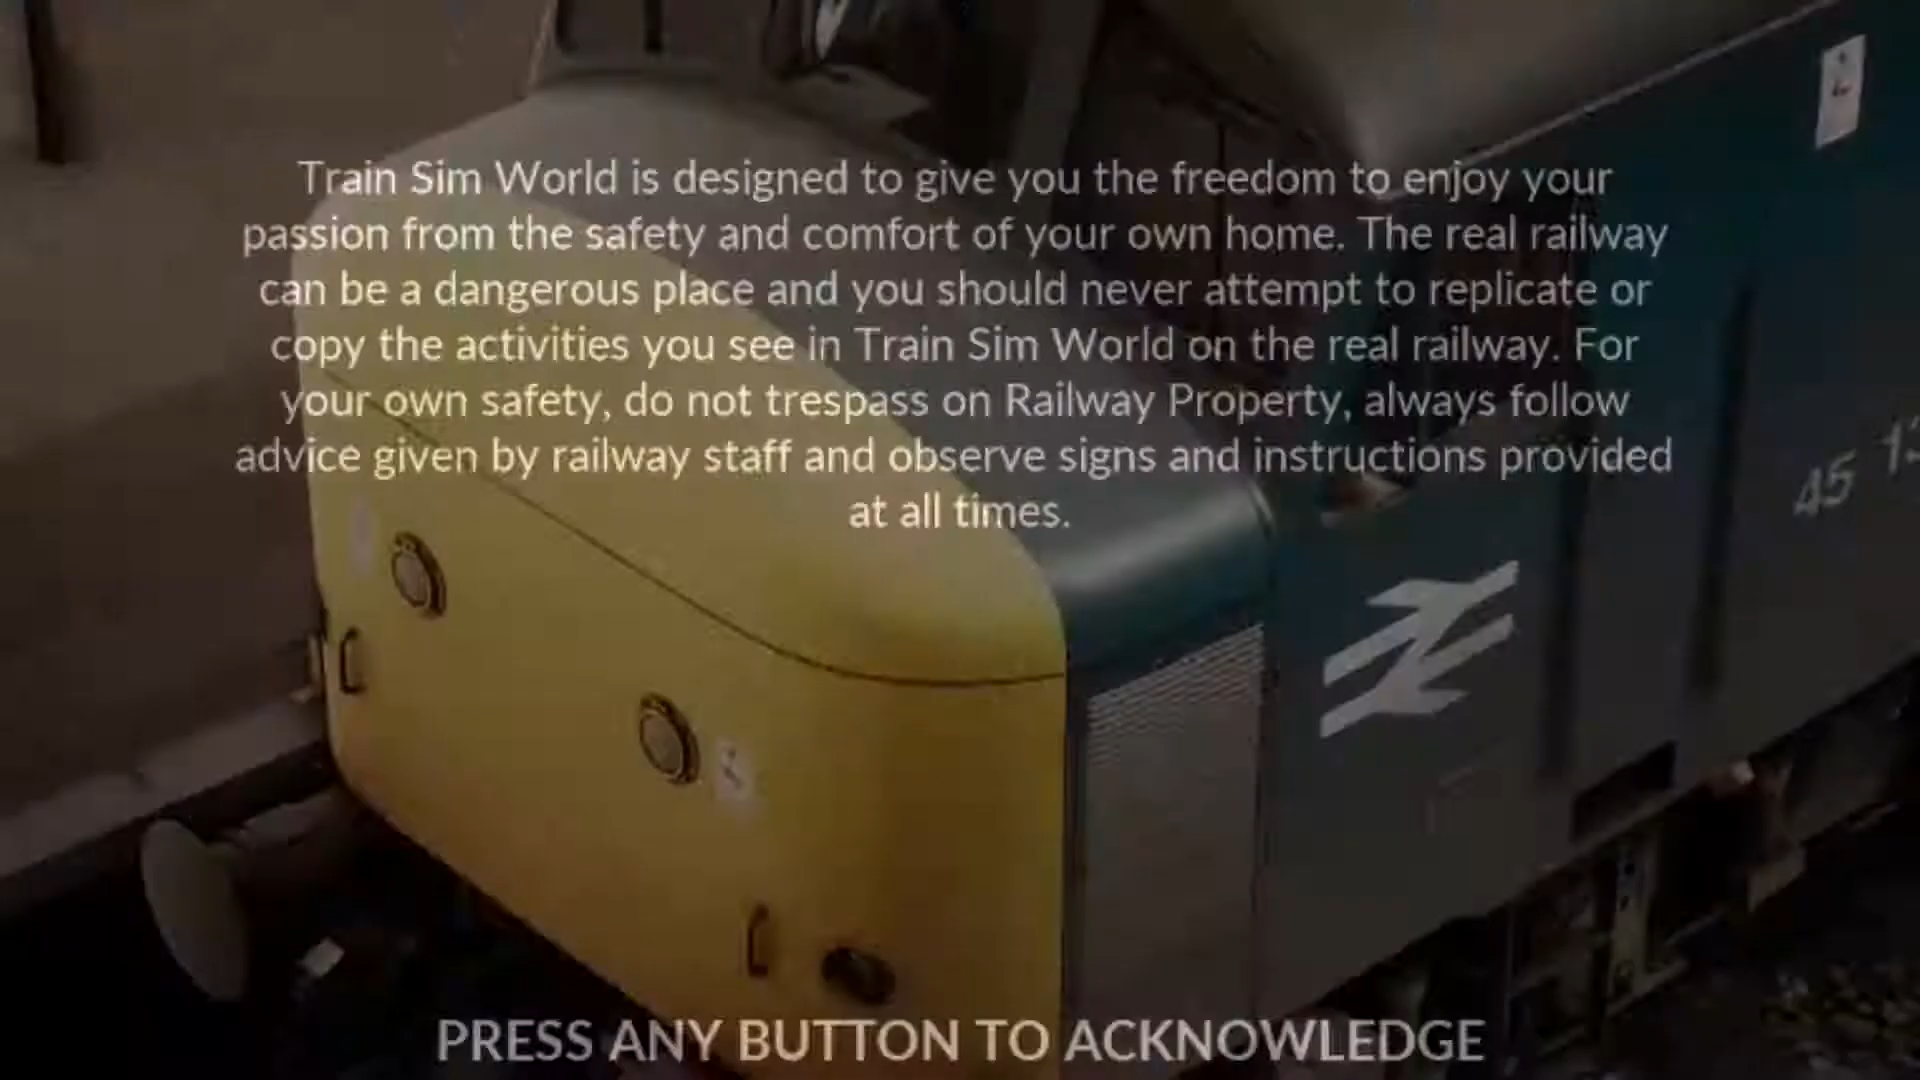 Train Sim World is designed to give you the freedom to enjoy your
passion from the safety and comfort of your own home. The real railway
can be a dangerous place and you should never attempt to replicate or
copy the activities you see in Train Sim World on the real railway. For
your own safety, do not trespass on Railway Property, always follow
advice given by railway staff and observe signs and instructions provided
at all times.
45
PRESS ANY BUTTON TO ACKNOWLEDGE